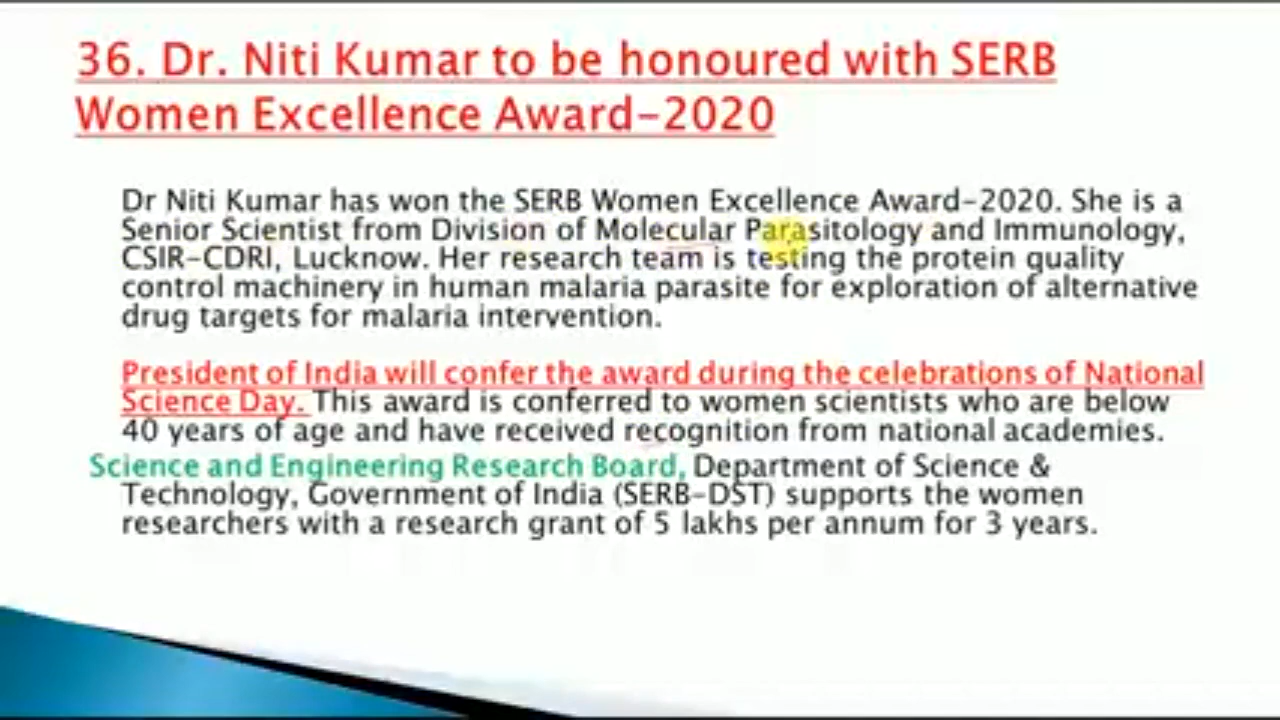 36. Dr. Niti Kumar to be honoured with SERB
Women Excellence Award-2020
Dr Niti Kumar has won the SERB Women Excellence Award-2020. She is a
Senior Scientist from Division of Molecular Parasitology and Immunology,
CSIR-CDRI, Lucknow. Her research team is testing the protein quality
control machinery in human malaria parasite for exploration of alternative
drug targets for malaria intervention.
President of India will confer the award during the celebrations of National
Science Day. This award is conferred to women scientists who are below
40 years of age and have received recognition from national academies.
Science and Engineering Research Board, Department of Science &
Technology, Government of India (SERB-DST) supports the women
researchers with a research grant of 5 lakhs per annum for 3 years.